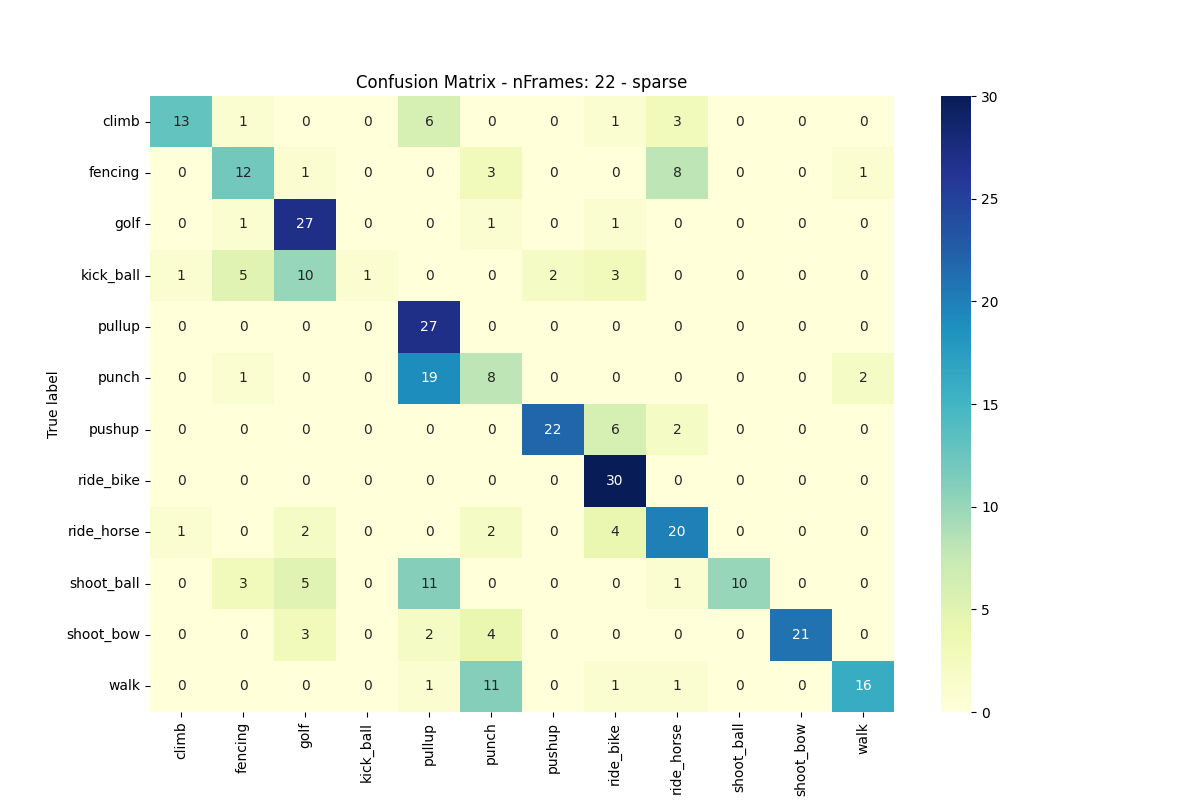 Confusion Matrix - nFrames: 22 - sparse
True label
climb 13 1 0 0 6 0 0 1 3 0 0 0
fencing 0 12 1 0 0 3 0 0 8 0 0 1
golf 0 1 27 0 0 1 0 1 0 0 0 0
kick_ball 1 5 10 1 0 0 2 3 0 0 0 0
pullup 0 0 0 0 27 0 0 0 0 0 0 0
punch 0 1 0 0 19 8 0 0 0 0 0 2
pushup 0 0 0 0 0 0 22 6 2 0 0 0
ride_bike 0 0 0 0 0 0 0 30 0 0 0 0
ride_horse 1 0 2 0 0 2 0 4 20 0 0 0
shoot_ball 0 3 5 0 11 0 0 0 1 10 0 0
shoot_bow 0 0 3 0 2 4 0 0 0 0 21 0
walk 0 0 0 0 1 11 0 1 1 0 0 16
climb fencing golf kick_ball pullup punch pushup ride_bike ride_horse shoot_ball shoot_bow walk
30
25
20
15
10
5
0